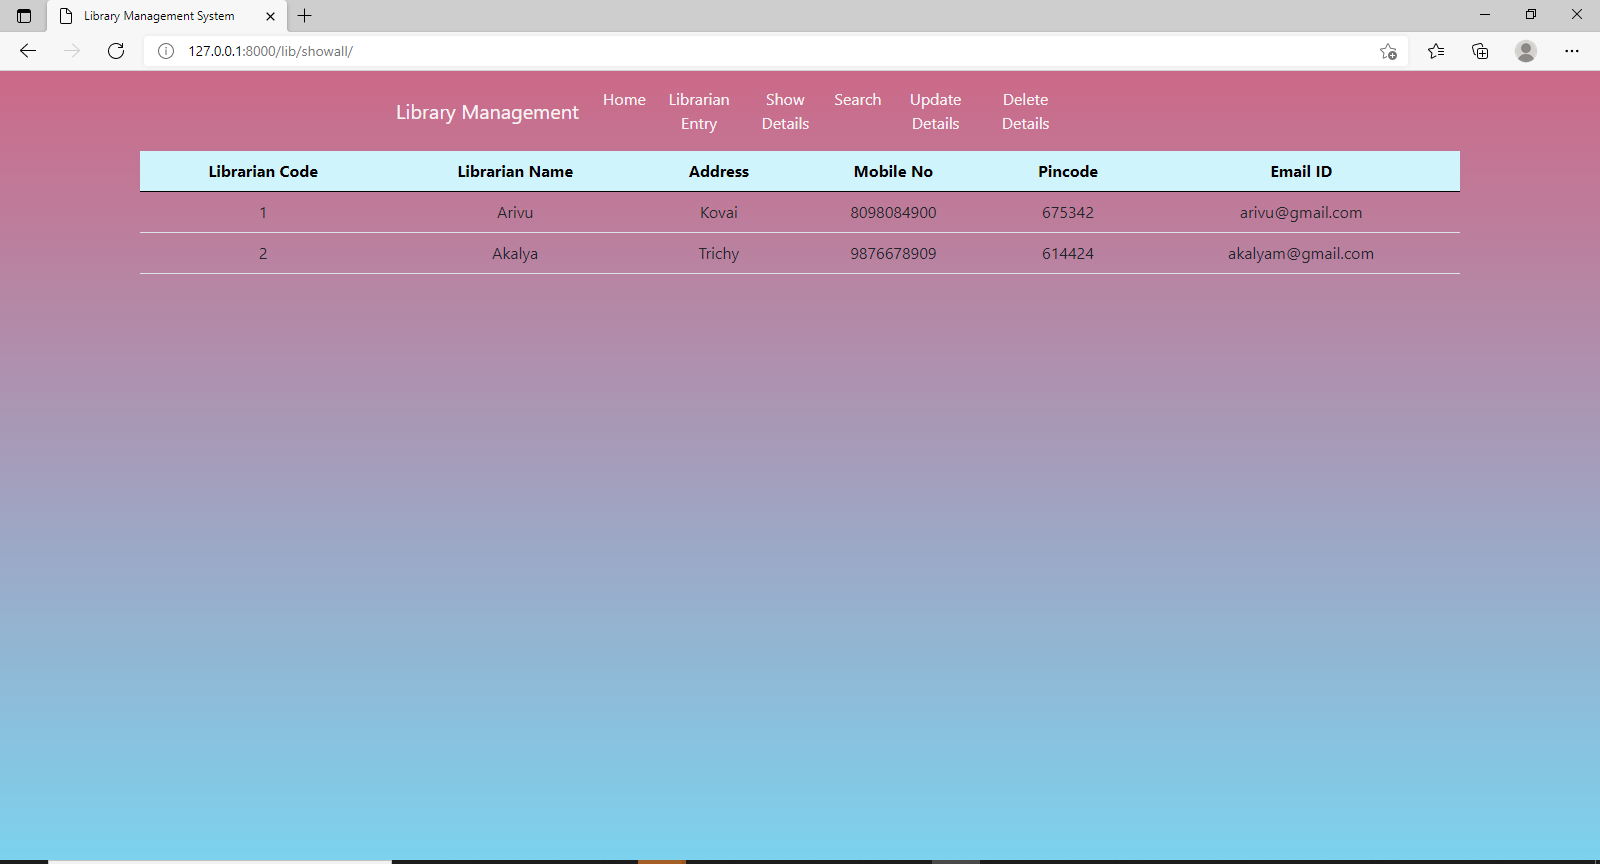 Library Management System
127.0.0.1:8000/lib/showall/
Library Management
Home
Librarian
Entry
Show
Details
Search
Update
Details
Delete
Details
Librarian Code Librarian Name Address Mobile No Pincode Email ID
1 Arivu Kovai 8098084900 675342 arivu@gmail.com
2 Akalya Trichy 9876678909 614424 akalyam@gmail.com